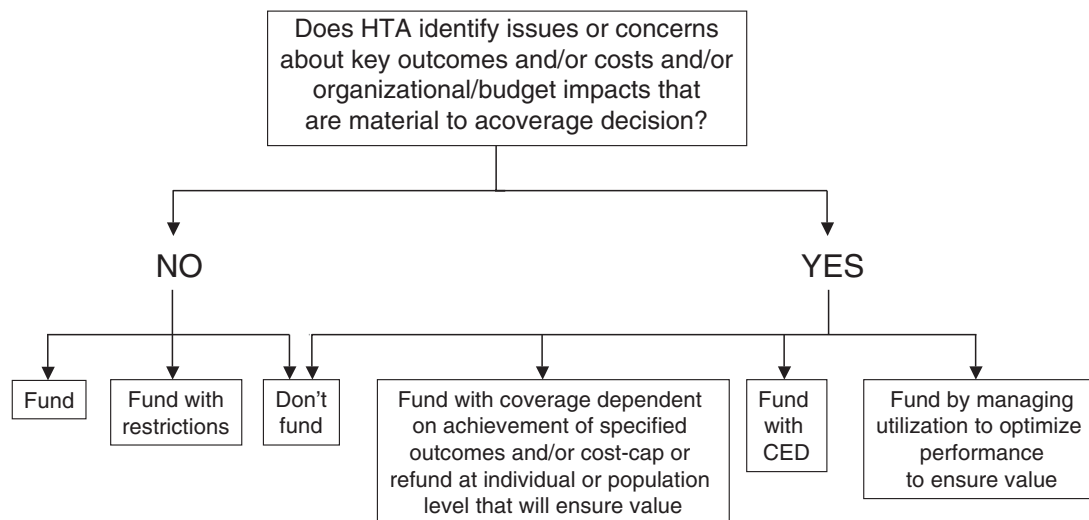 Does HTA identify issues or concerns
about key outcomes and/or costs and/or
organizational/budget impacts that
are material to acoverage decision?
NO
YES
Fund
Fund with
restrictions
Don't
fund
Fund with coverage dependent
on achievement of specified
outcomes and/or cost-cap or
refund at individual or population
level that will ensure value
Fund
with
CED
Fund by managing
utilization to optimize
performance
to ensure value